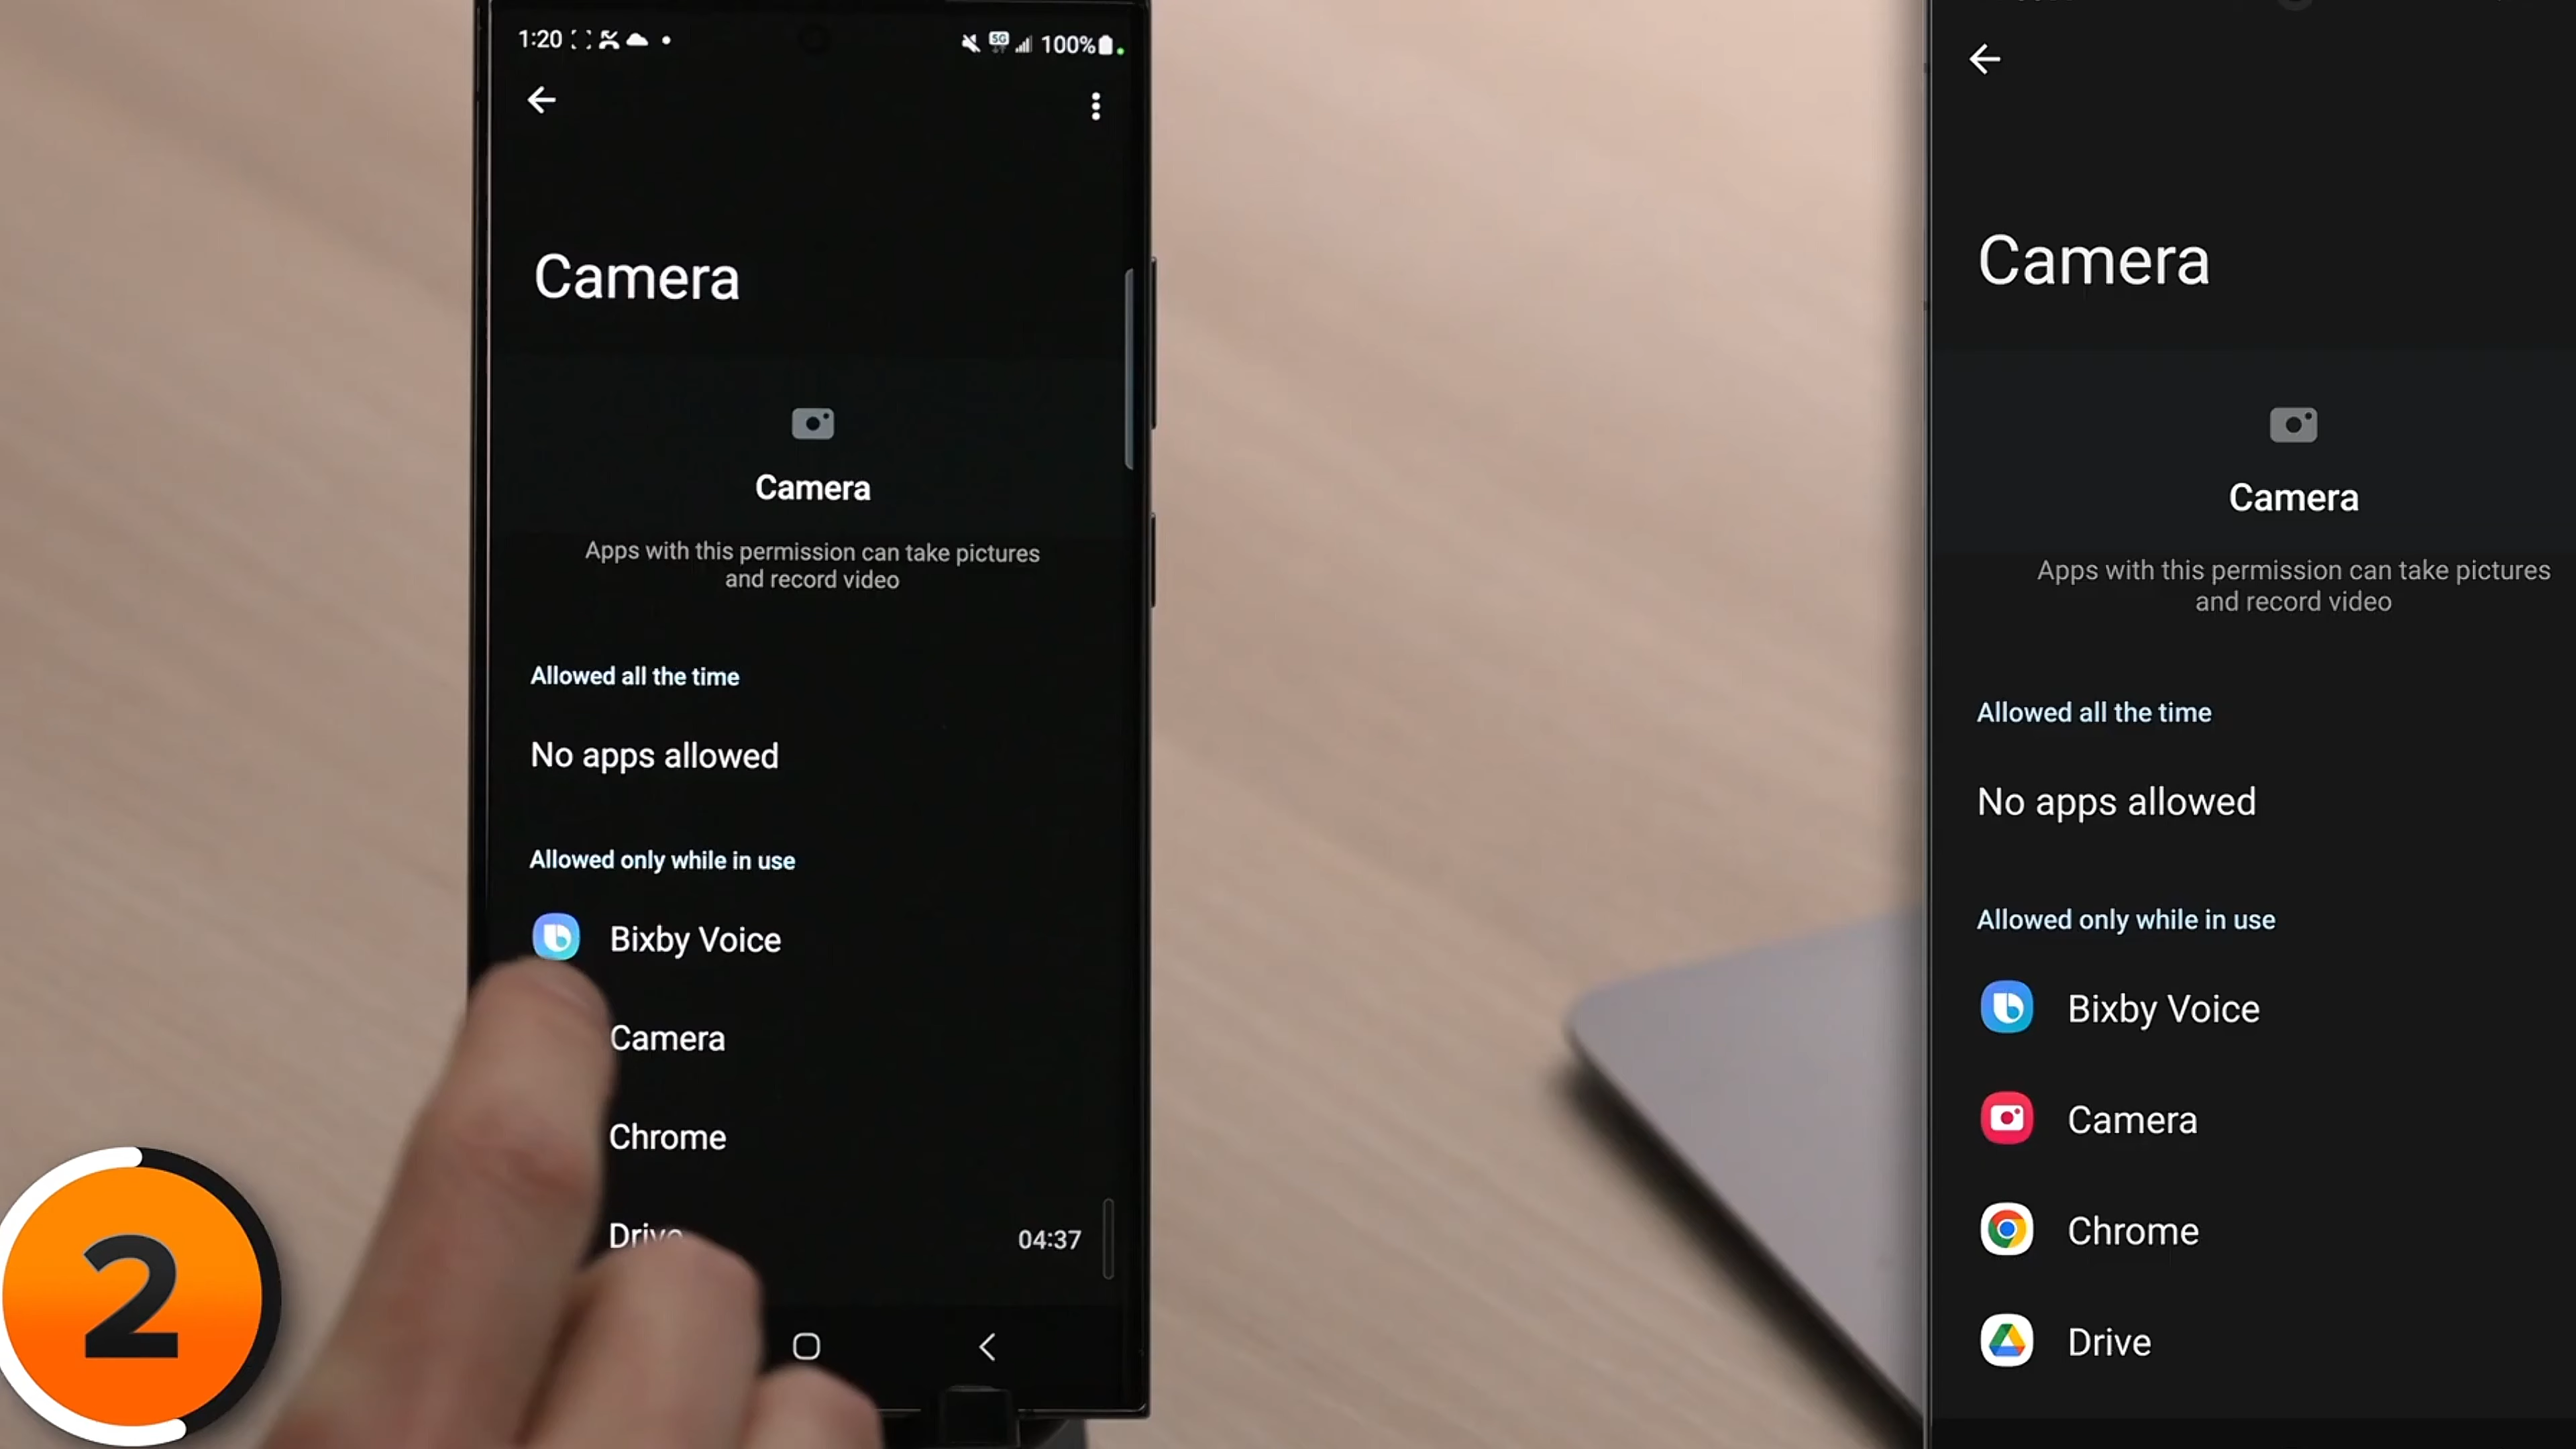 1:20
5G
100%
Camera
Camera
Apps with this permission can take pictures
and record video
Allowed all the time
No apps allowed
Allowed only while in use
Bixby Voice
Camera
Chrome
Drive
04:37
2
Camera
Camera
Apps with this permission can take pictures
and record video
Allowed all the time
No apps allowed
Allowed only while in use
Bixby Voice
Camera
Chrome
Drive